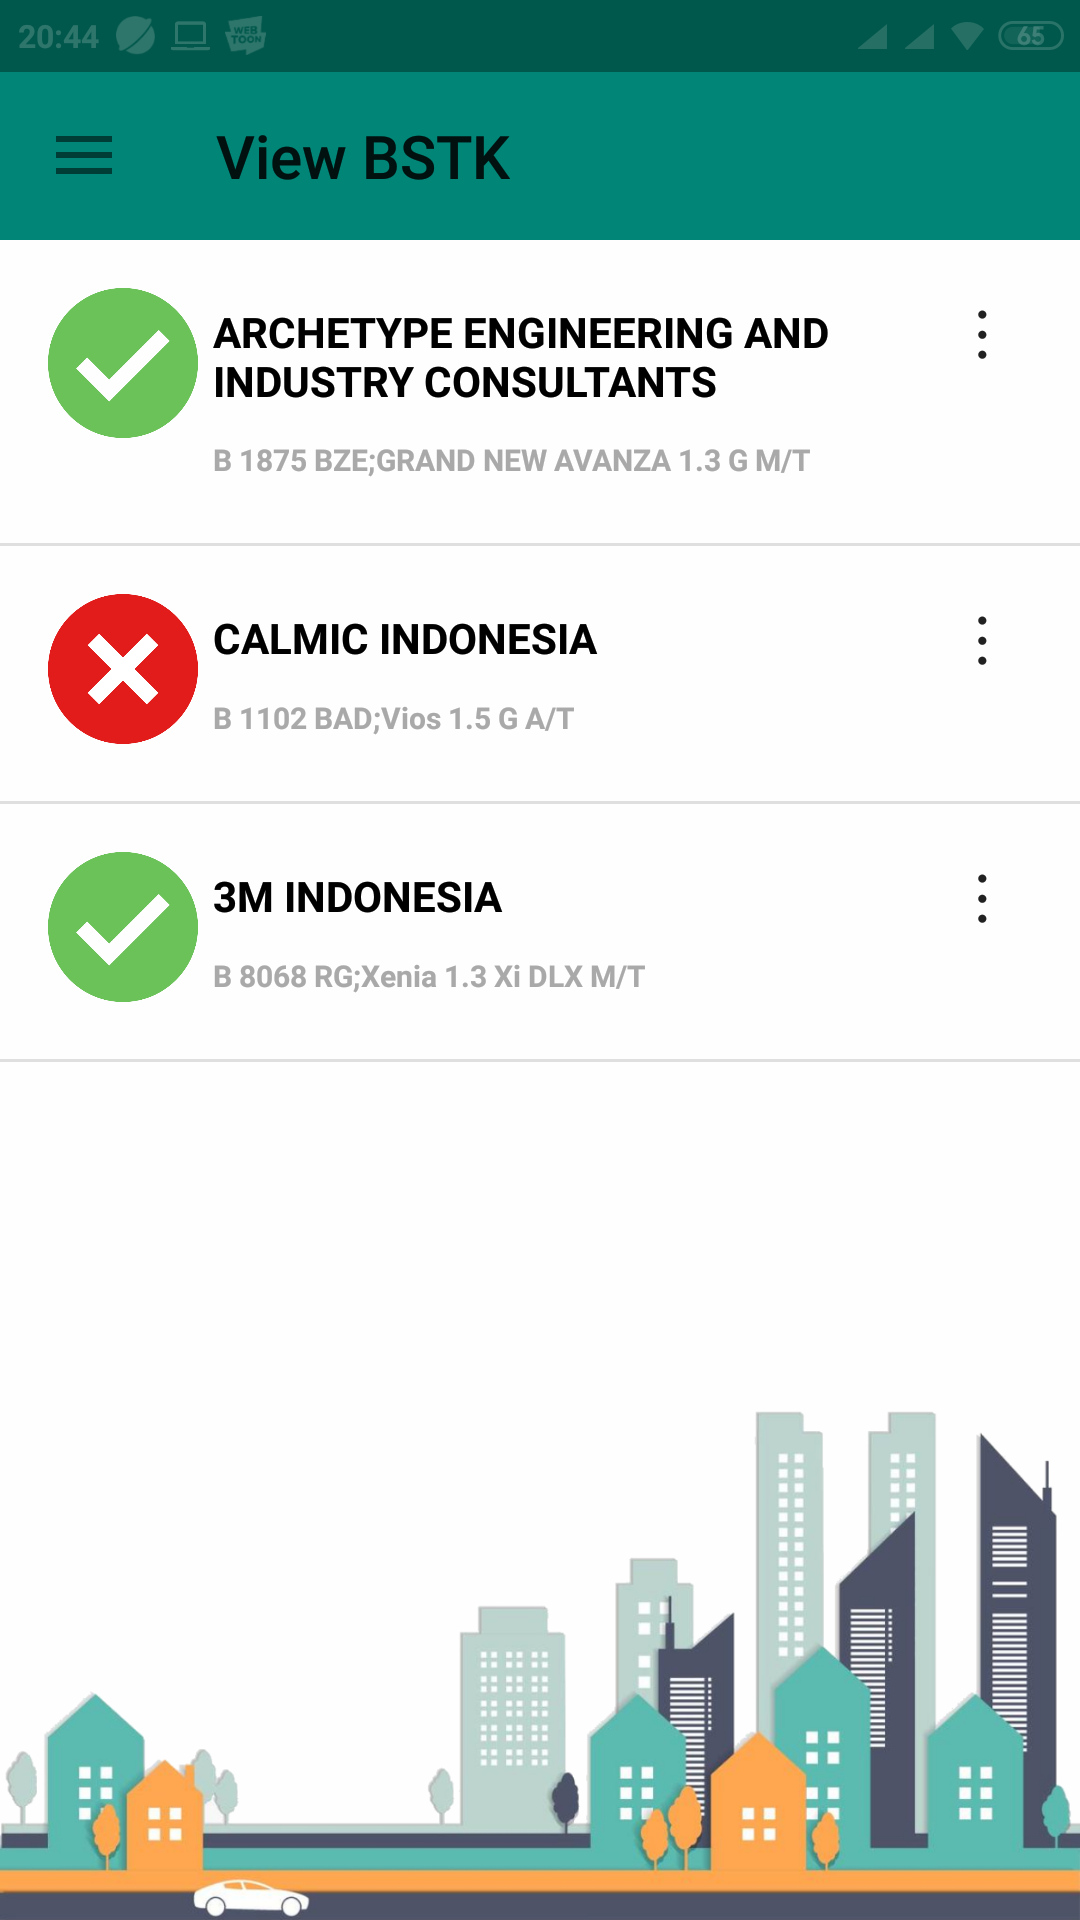 20:44
WEB
TOON
65
View BSTK
ARCHETYPE ENGINEERING AND
INDUSTRY CONSULTANTS
B 1875 BZE;GRAND NEW AVANZA 1.3 G M/T
CALMIC INDONESIA
B 1102 BAD;Vios 1.5 G A/T
3M INDONESIA
B 8068 RG;Xenia 1.3 Xi DLX M/T